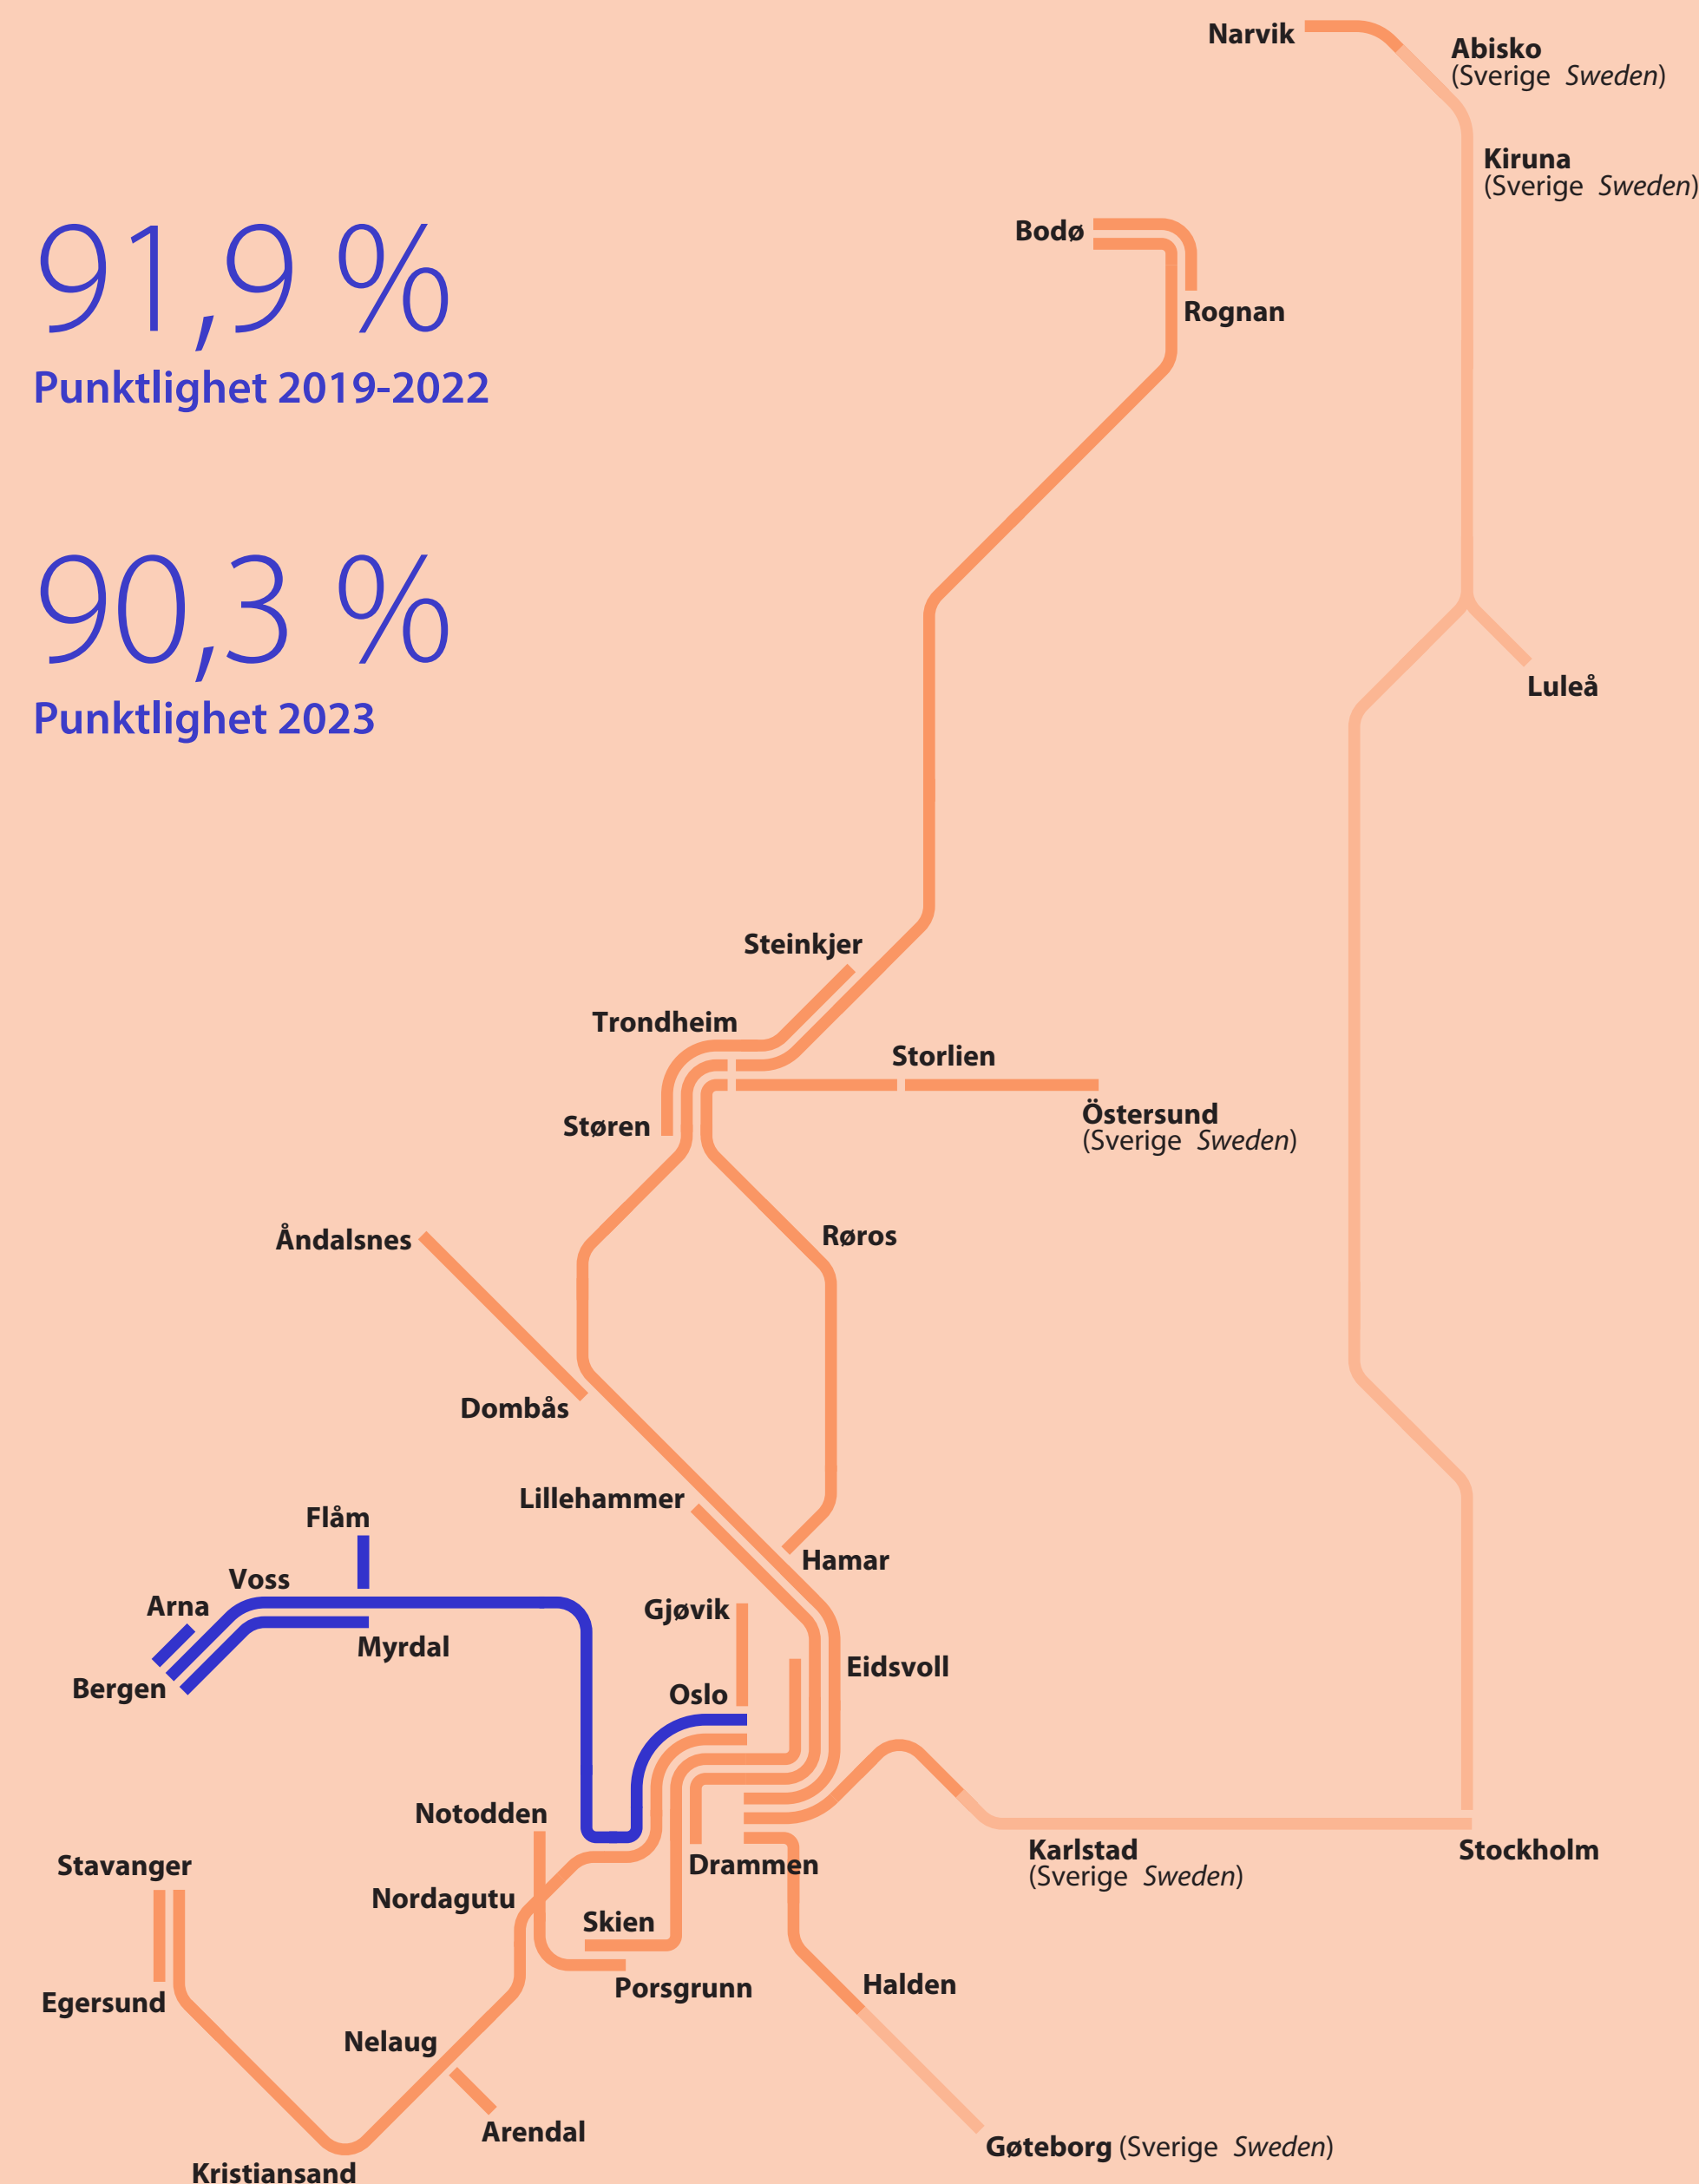 Narvik
Abisko
(Sverige Sweden)
Kiruna
(Sverige Sweden)
91,9 %
Punktlighet 2019-2022
Bodø
Rognan
90,3 %
Punktlighet 2023
Luleå
Steinkjer
Trondheim
Storlien
Støren
Östersund
(Sverige Sweden)
Åndalsnes
Røros
Dombås
Lillehammer
Flåm
Hamar
Voss
Arna
Gjøvik
Myrdal
Eidsvoll
Bergen
Oslo
Notodden
Drammen
Karlstad
(Sverige Sweden)
Stockholm
Stavanger
Nordagutu
Skien
Porsgrunn
Halden
Egersund
Nelaug
Arendal
Gøteborg (Sverige Sweden)
Kristiansand